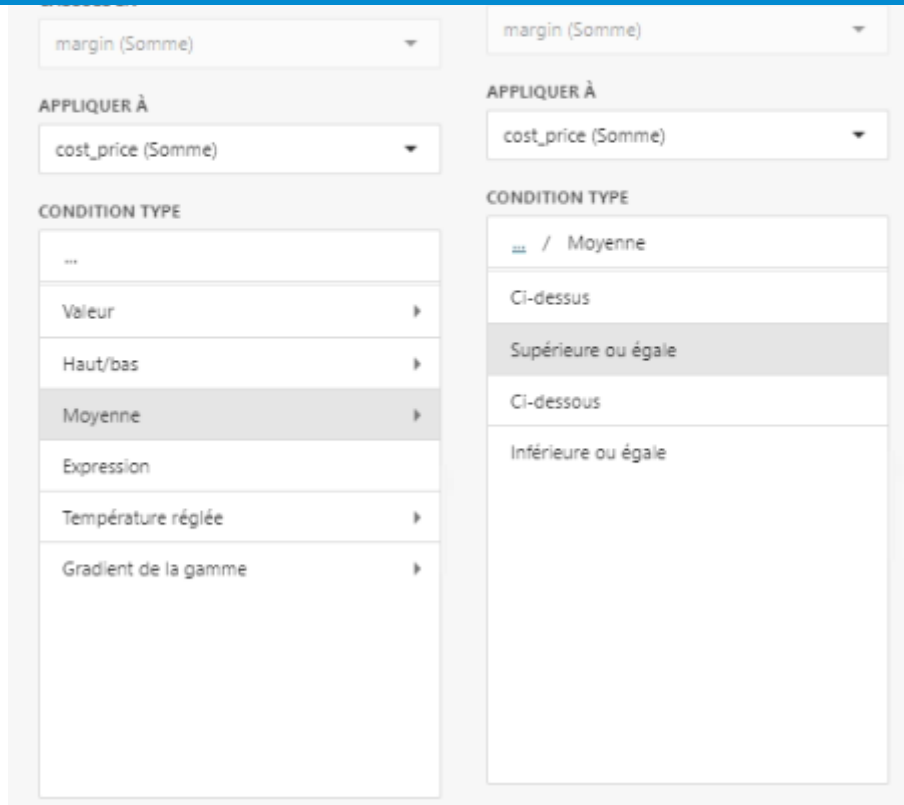 margin (Somme)
APPLIQUER À
cost_price (Somme)
CONDITION TYPE
...
Valeur
Haut/bas
Moyenne
Expression
Température réglée
Gradient de la gamme
margin (Somme)
APPLIQUER À
cost_price (Somme)
CONDITION TYPE
... / Moyenne
Ci-dessus
Supérieure ou égale
Ci-dessous
Inférieure ou égale